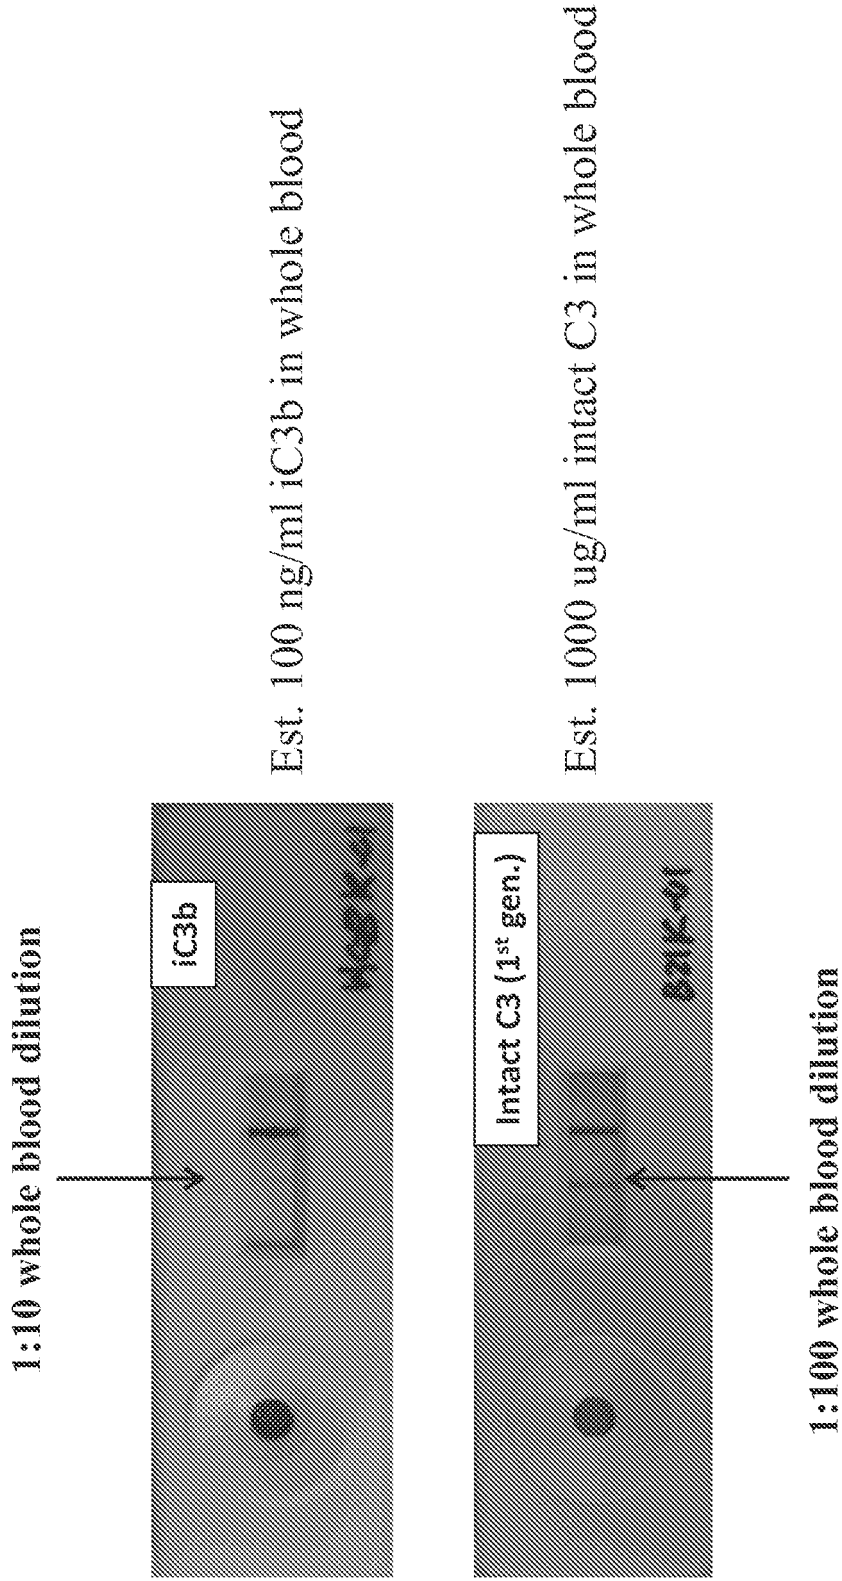 1:10 whole blood dilution
iC3b
Est. 100 ng/ml iC3b in whole blood
Intact C3 (1st gen.)
Est. 1000 ug/ml intact C3 in whole blood
1:100 whole blood dilution